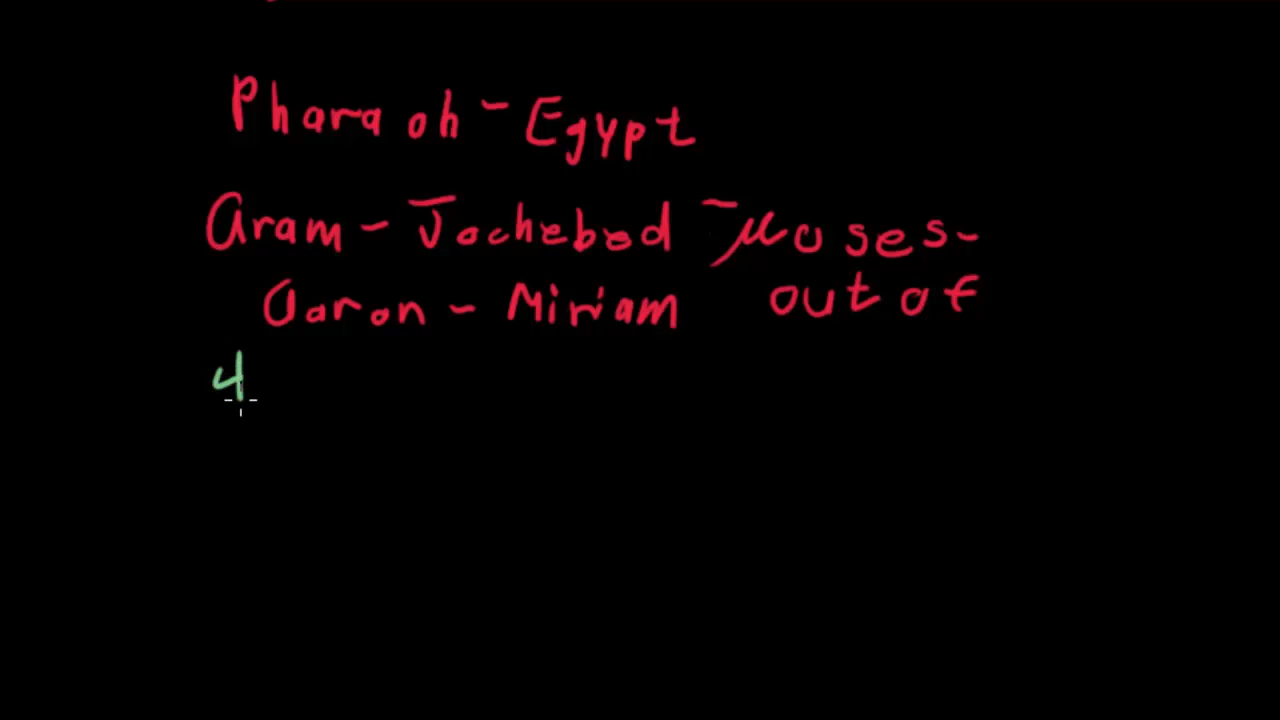 Pharaoh - Egypt
Aram - Jochebed - Moses -
Aaron - Miriam out of
4